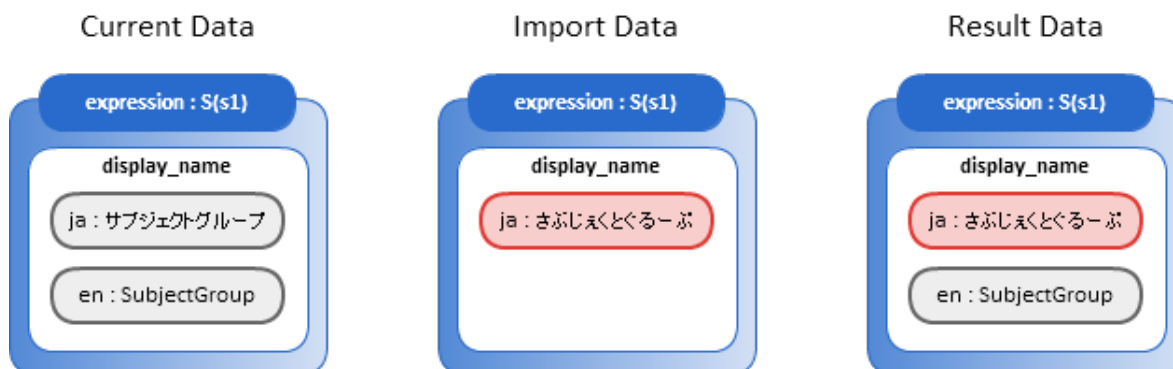 Current Data
Import Data
Result Data
expression : S(s1)
expression : S(s1)
expression : S(s1)
display_name
display_name
display_name
ja : サブジェクトグループ
ja : さぶじぇくとぐるーぷ
ja : さぶじぇくとぐるーぷ
en : SubjectGroup
en : SubjectGroup